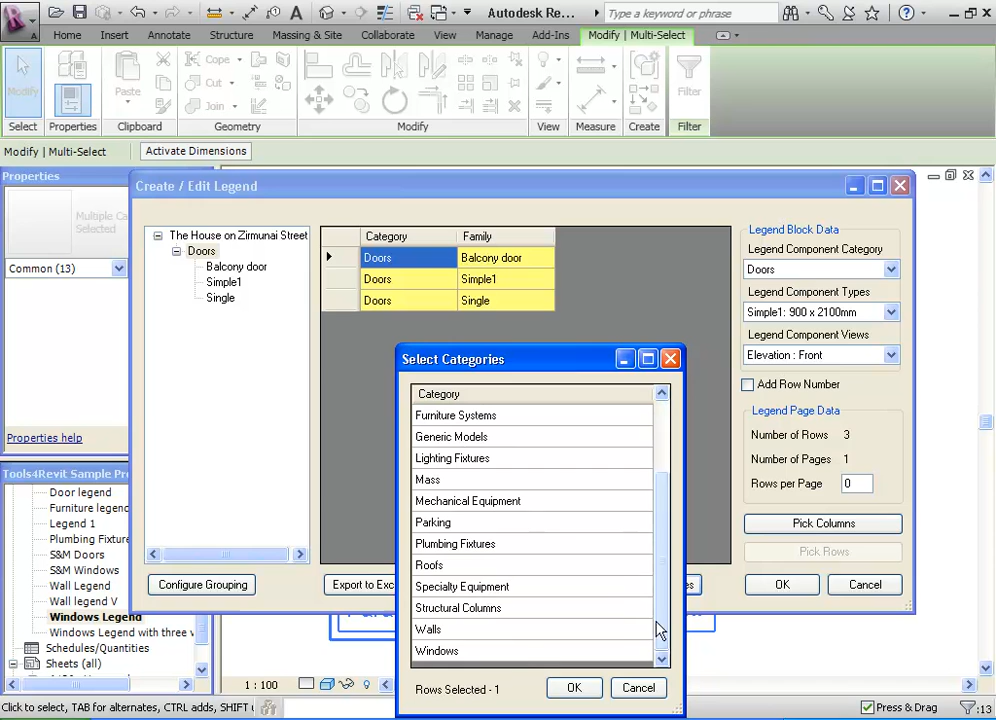 Autodesk Re...
Type a keyword or phrase
Home
Insert
Annotate
Structure
Massing & Site
Collaborate
View
Manage
Add-Ins
Modify | Multi-Select
Modify
Paste
Cope
Cut
Join
Filter
Select
Properties
Clipboard
Geometry
Modify
View
Measure
Create
Filter
Modify | Multi-Select
Activate Dimensions
Properties
Multiple Ca
Selected
Common (13)
Properties help
Tools4Revit Sample Pr
Door legend
Furniture legend
Legend 1
Plumbing Fixture
S&M Doors
S&M Windows
Wall Legend
Wall legend V
Windows Legend
Windows Legend with three v
Schedules/Quantities
Sheets (all)
Create / Edit Legend
The House on Zirmunai Street
Doors
Balcony door
Simple1
Single
Category
Family
Doors
Balcony door
Doors
Simple1
Doors
Single
Configure Grouping
Export to Exc
Legend Block Data
Legend Component Category
Doors
Legend Component Types
Simple1: 900 x 2100mm
Legend Component Views
Elevation : Front
Add Row Number
Legend Page Data
Number of Rows 3
Number of Pages 1
Rows per Page 0
Pick Columns
Pick Rows
OK
Cancel
Select Categories
Category
Furniture Systems
Generic Models
Lighting Fixtures
Mass
Mechanical Equipment
Parking
Plumbing Fixtures
Roofs
Specialty Equipment
Structural Columns
Walls
Windows
Rows Selected - 1
OK
Cancel
1 : 100
Click to select, TAB for alternates, CTRL adds, SHIFT u
Press & Drag
:13